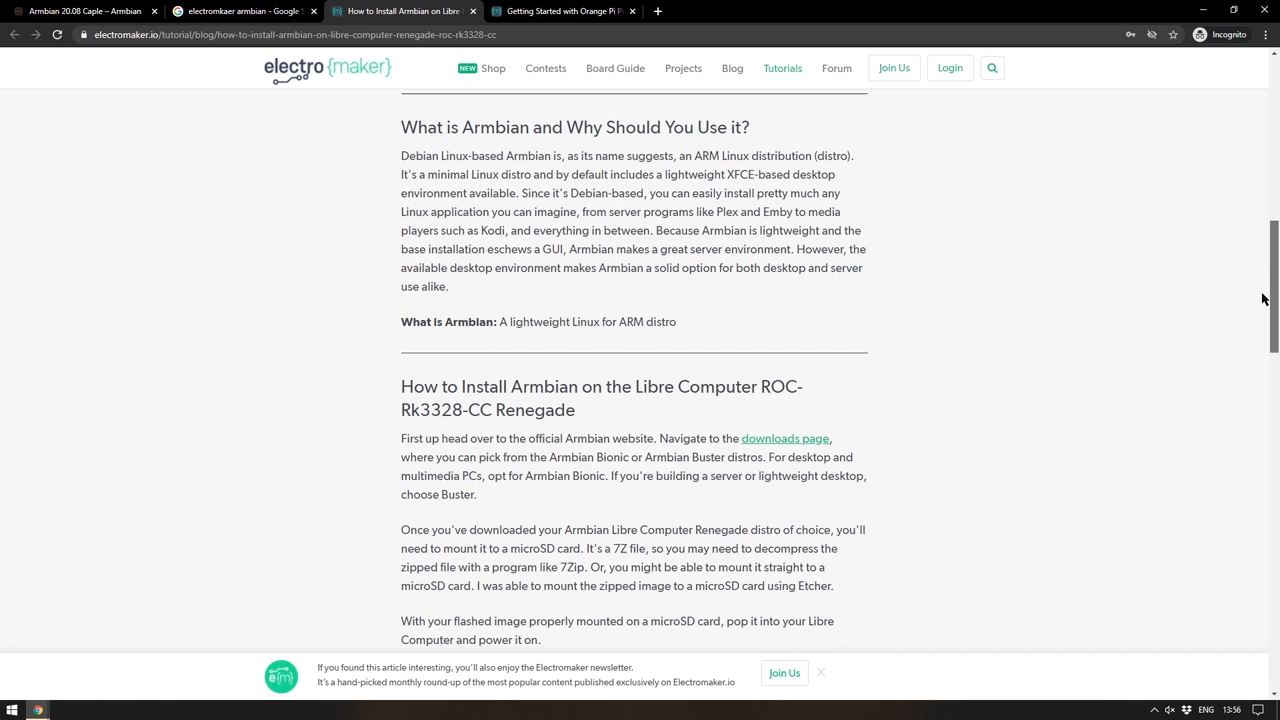 Armbian 20.08 Caple
electromaker armbian - Google S
How to Install Armbian on Libre
Getting Started With Orange Pi P
electromaker.io/tutorial/blog/how-to-install-armbian-on-libre-computer-renegade-roc-rk3328-cc
Incognito
electro{maker}
NEW Shop Contests Board Guide Projects Blog Tutorials Forum Join Us Login
What is Armbian and Why Should You Use it?
Debian Linux-based Armbian is, as its name suggests, an ARM Linux distribution (distro).
It's a minimal Linux distro and by default includes a lightweight XFCE-based desktop
environment available. Since it's Debian-based, you can easily install pretty much any
Linux application you can imagine, from server programs like Plex and Emby to media
players such as Kodi, and everything in between. Because Armbian is lightweight and the
base installation eschews a GUI, Armbian makes a great server environment. However, the
available desktop environment makes Armbian a solid option for both desktop and server
use alike.
What is Armbian: A lightweight Linux for ARM distro
How to Install Armbian on the Libre Computer ROC-
Rk3328-CC Renegade
First up head over to the official Armbian website. Navigate to the downloads page,
where you can pick from the Armbian Bionic or Armbian Buster distros. For desktop and
multimedia PCs, opt for Armbian Bionic. If you're building a server or lightweight desktop,
choose Buster.
Once you've downloaded your Armbian Libre Computer Renegade distro of choice, you'll
need to mount it to a microSD card. It's a 7Z file, so you may need to decompress the
zipped file with a program like 7Zip. Or, you might be able to mount it straight to a
microSD card. I was able to mount the zipped image to a microSD card using Etcher.
With your flashed image properly mounted on a microSD card, pop it into your Libre
Computer and power it on.
e{m}
If you found this article interesting, you'll also enjoy the Electromaker newsletter.
It's a hand-picked monthly round-up of the most popular content published exclusively on Electromaker.io
Join Us
ENG 13:56